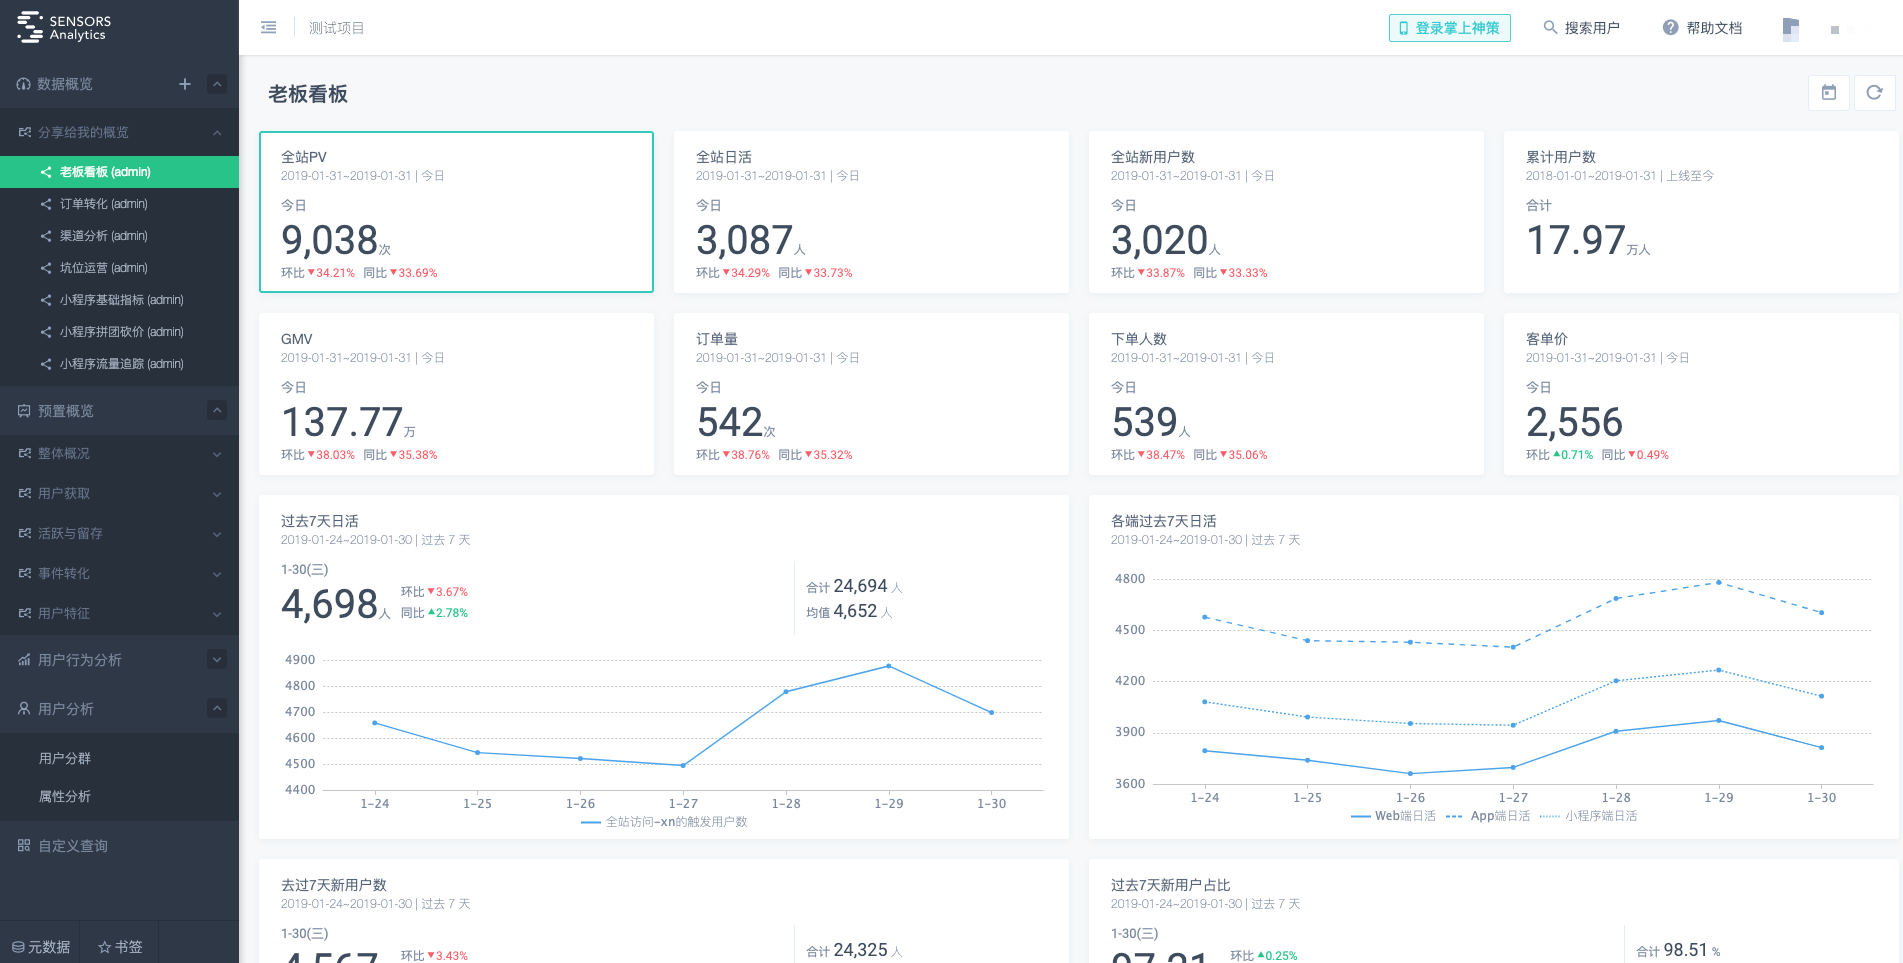 SENSORS
Analytics
测试项目
登录掌上神策
搜索用户
帮助文档
数据概览
分享给我的概览
老板看板 (admin)
订单转化 (admin)
渠道分析 (admin)
坑位运营 (admin)
小程序基础指标 (admin)
小程序拼团砍价 (admin)
小程序流量追踪 (admin)
预置概览
整体概况
用户获取
活跃与留存
事件转化
用户特征
用户行为分析
用户分析
用户分群
属性分析
自定义查询
元数据
书签
老板看板
全站PV
2019-01-31~2019-01-31 | 今日
今日
9,038次
环比▼34.21% 同比▼33.69%
全站日活
2019-01-31~2019-01-31 | 今日
今日
3,087人
环比▼34.29% 同比▼33.73%
全站新用户数
2019-01-31~2019-01-31 | 今日
今日
3,020人
环比▼33.87% 同比▼33.33%
累计用户数
2018-01-01~2019-01-31 | 上线至今
合计
17.97万人
GMV
2019-01-31~2019-01-31 | 今日
今日
137.77万
环比▼38.03% 同比▼35.38%
订单量
2019-01-31~2019-01-31 | 今日
今日
542次
环比▼38.76% 同比▼35.32%
下单人数
2019-01-31~2019-01-31 | 今日
今日
539人
环比▼38.47% 同比▼35.06%
客单价
2019-01-31~2019-01-31 | 今日
今日
2,556
环比▲0.71% 同比▼0.49%
过去7天日活
2019-01-24~2019-01-30 | 过去 7 天
1-30(三)
4,698人
环比▼3.67%
同比▲2.78%
合计 24,694 人
均值 4,652 人
4900
4800
4700
4600
4500
4400
1-24 1-25 1-26 1-27 1-28 1-29 1-30
全站访问-xn的触发用户数
各端过去7天日活
2019-01-24~2019-01-30 | 过去 7 天
4800
4500
4200
3900
3600
1-24 1-25 1-26 1-27 1-28 1-29 1-30
Web端日活 App端日活 小程序端日活
去过7天新用户数
2019-01-24~2019-01-30 | 过去 7 天
1-30(三)
4,567
环比▼3.43%
合计 24,325 人
过去7天新用户占比
2019-01-24~2019-01-30 | 过去 7 天
1-30(三)
97.21
环比▲0.25%
合计 98.51 %